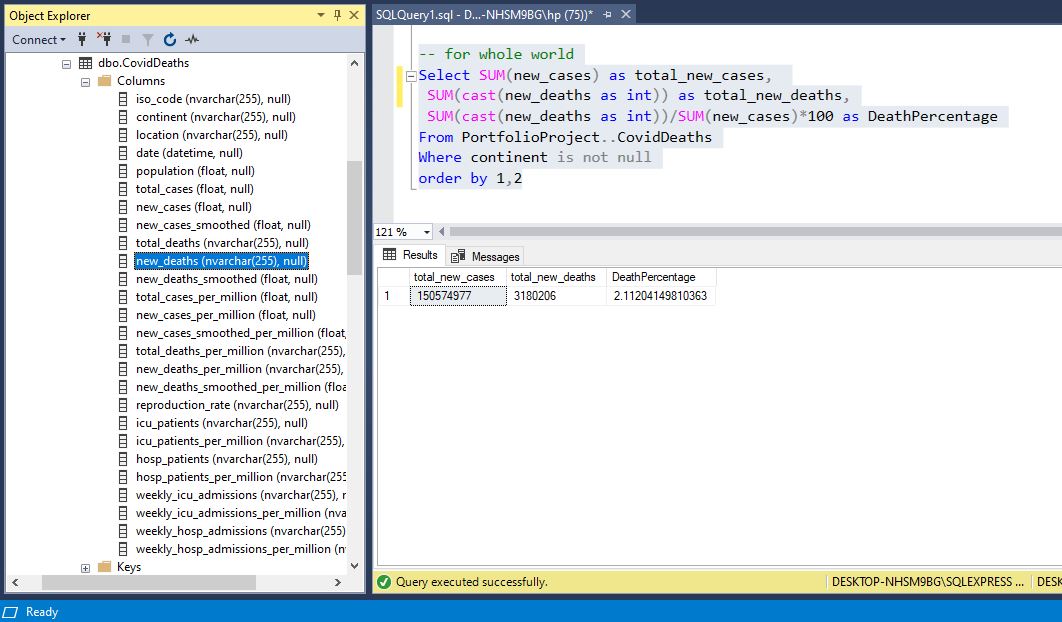 Object Explorer
Connect
dbo.CovidDeaths
Columns
iso_code (nvarchar(255), null)
continent (nvarchar(255), null)
location (nvarchar(255), null)
date (datetime, null)
population (float, null)
total_cases (float, null)
new_cases (float, null)
new_cases_smoothed (float, null)
total_deaths (nvarchar(255), null)
new_deaths (nvarchar(255), null)
new_deaths_smoothed (float, null)
total_cases_per_million (float, null)
new_cases_per_million (float, null)
new_cases_smoothed_per_million (float,
total_deaths_per_million (nvarchar(255),
new_deaths_per_million (nvarchar(255),
new_deaths_smoothed_per_million (floa
reproduction_rate (nvarchar(255), null)
icu_patients (nvarchar(255), null)
icu_patients_per_million (nvarchar(255),
hosp_patients (nvarchar(255), null)
hosp_patients_per_million (nvarchar(255
weekly_icu_admissions (nvarchar(255), n
weekly_icu_admissions_per_million (nva
weekly_hosp_admissions (nvarchar(255)
weekly_hosp_admissions_per_million (n
Keys
SQLQuery1.sql - D...-NHSM9BG\hp (75))*
-- for whole world
Select SUM(new_cases) as total_new_cases,
SUM(cast(new_deaths as int)) as total_new_deaths,
SUM(cast(new_deaths as int))/SUM(new_cases)*100 as DeathPercentage
From PortfolioProject..CovidDeaths
Where continent is not null
order by 1,2
121 %
Results Messages
total_new_cases total_new_deaths DeathPercentage
1 150574977 3180206 2.11204149810363
Query executed successfully. DESKTOP-NHSM9BG\SQLEXPRESS ... DESK
Ready